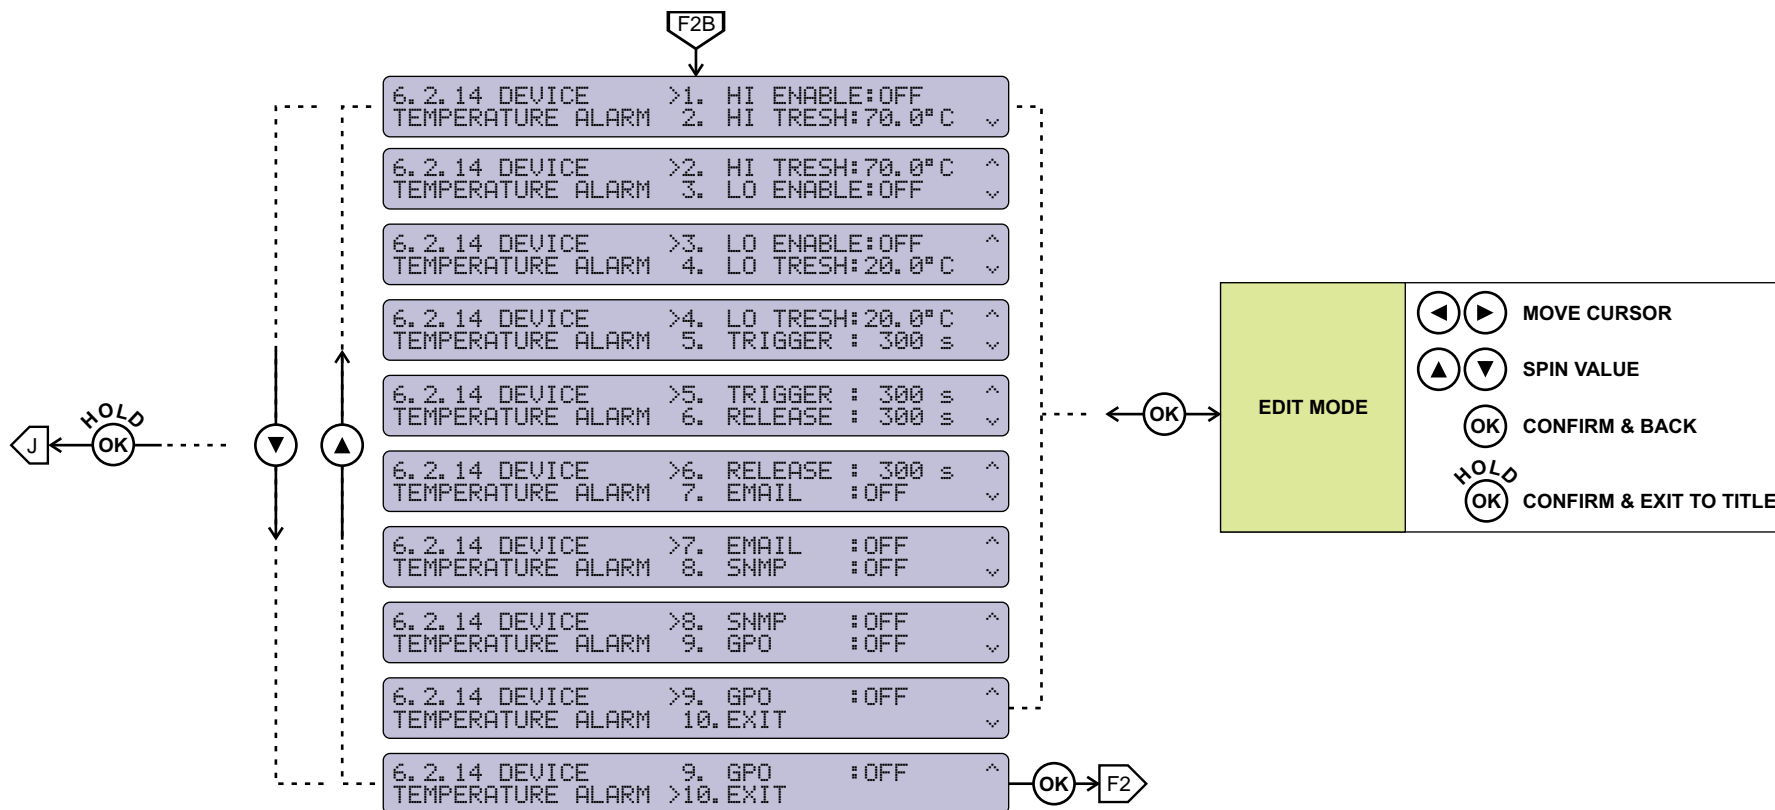 F2B
6.2.14 DEVICE >1. HI ENABLE:OFF
TEMPERATURE ALARM 2. HI TRESH:70.0°C ⌄
6.2.14 DEVICE >2. HI TRESH:70.0°C ^
TEMPERATURE ALARM 3. LO ENABLE:OFF ⌄
6.2.14 DEVICE >3. LO ENABLE:OFF ^
TEMPERATURE ALARM 4. LO TRESH:20.0°C ⌄
6.2.14 DEVICE >4. LO TRESH:20.0°C ^
TEMPERATURE ALARM 5. TRIGGER : 300 s ⌄
6.2.14 DEVICE >5. TRIGGER : 300 s ^
TEMPERATURE ALARM 6. RELEASE : 300 s ⌄
6.2.14 DEVICE >6. RELEASE : 300 s ^
TEMPERATURE ALARM 7. EMAIL :OFF ⌄
6.2.14 DEVICE >7. EMAIL :OFF ^
TEMPERATURE ALARM 8. SNMP :OFF ⌄
6.2.14 DEVICE >8. SNMP :OFF ^
TEMPERATURE ALARM 9. GPO :OFF ⌄
6.2.14 DEVICE >9. GPO :OFF ^
TEMPERATURE ALARM 10.EXIT ⌄
6.2.14 DEVICE 9. GPO :OFF ^
TEMPERATURE ALARM >10.EXIT
J
HOLD
OK
OK
EDIT MODE
MOVE CURSOR
SPIN VALUE
OK CONFIRM & BACK
HOLD
OK CONFIRM & EXIT TO TITLE
OK
F2